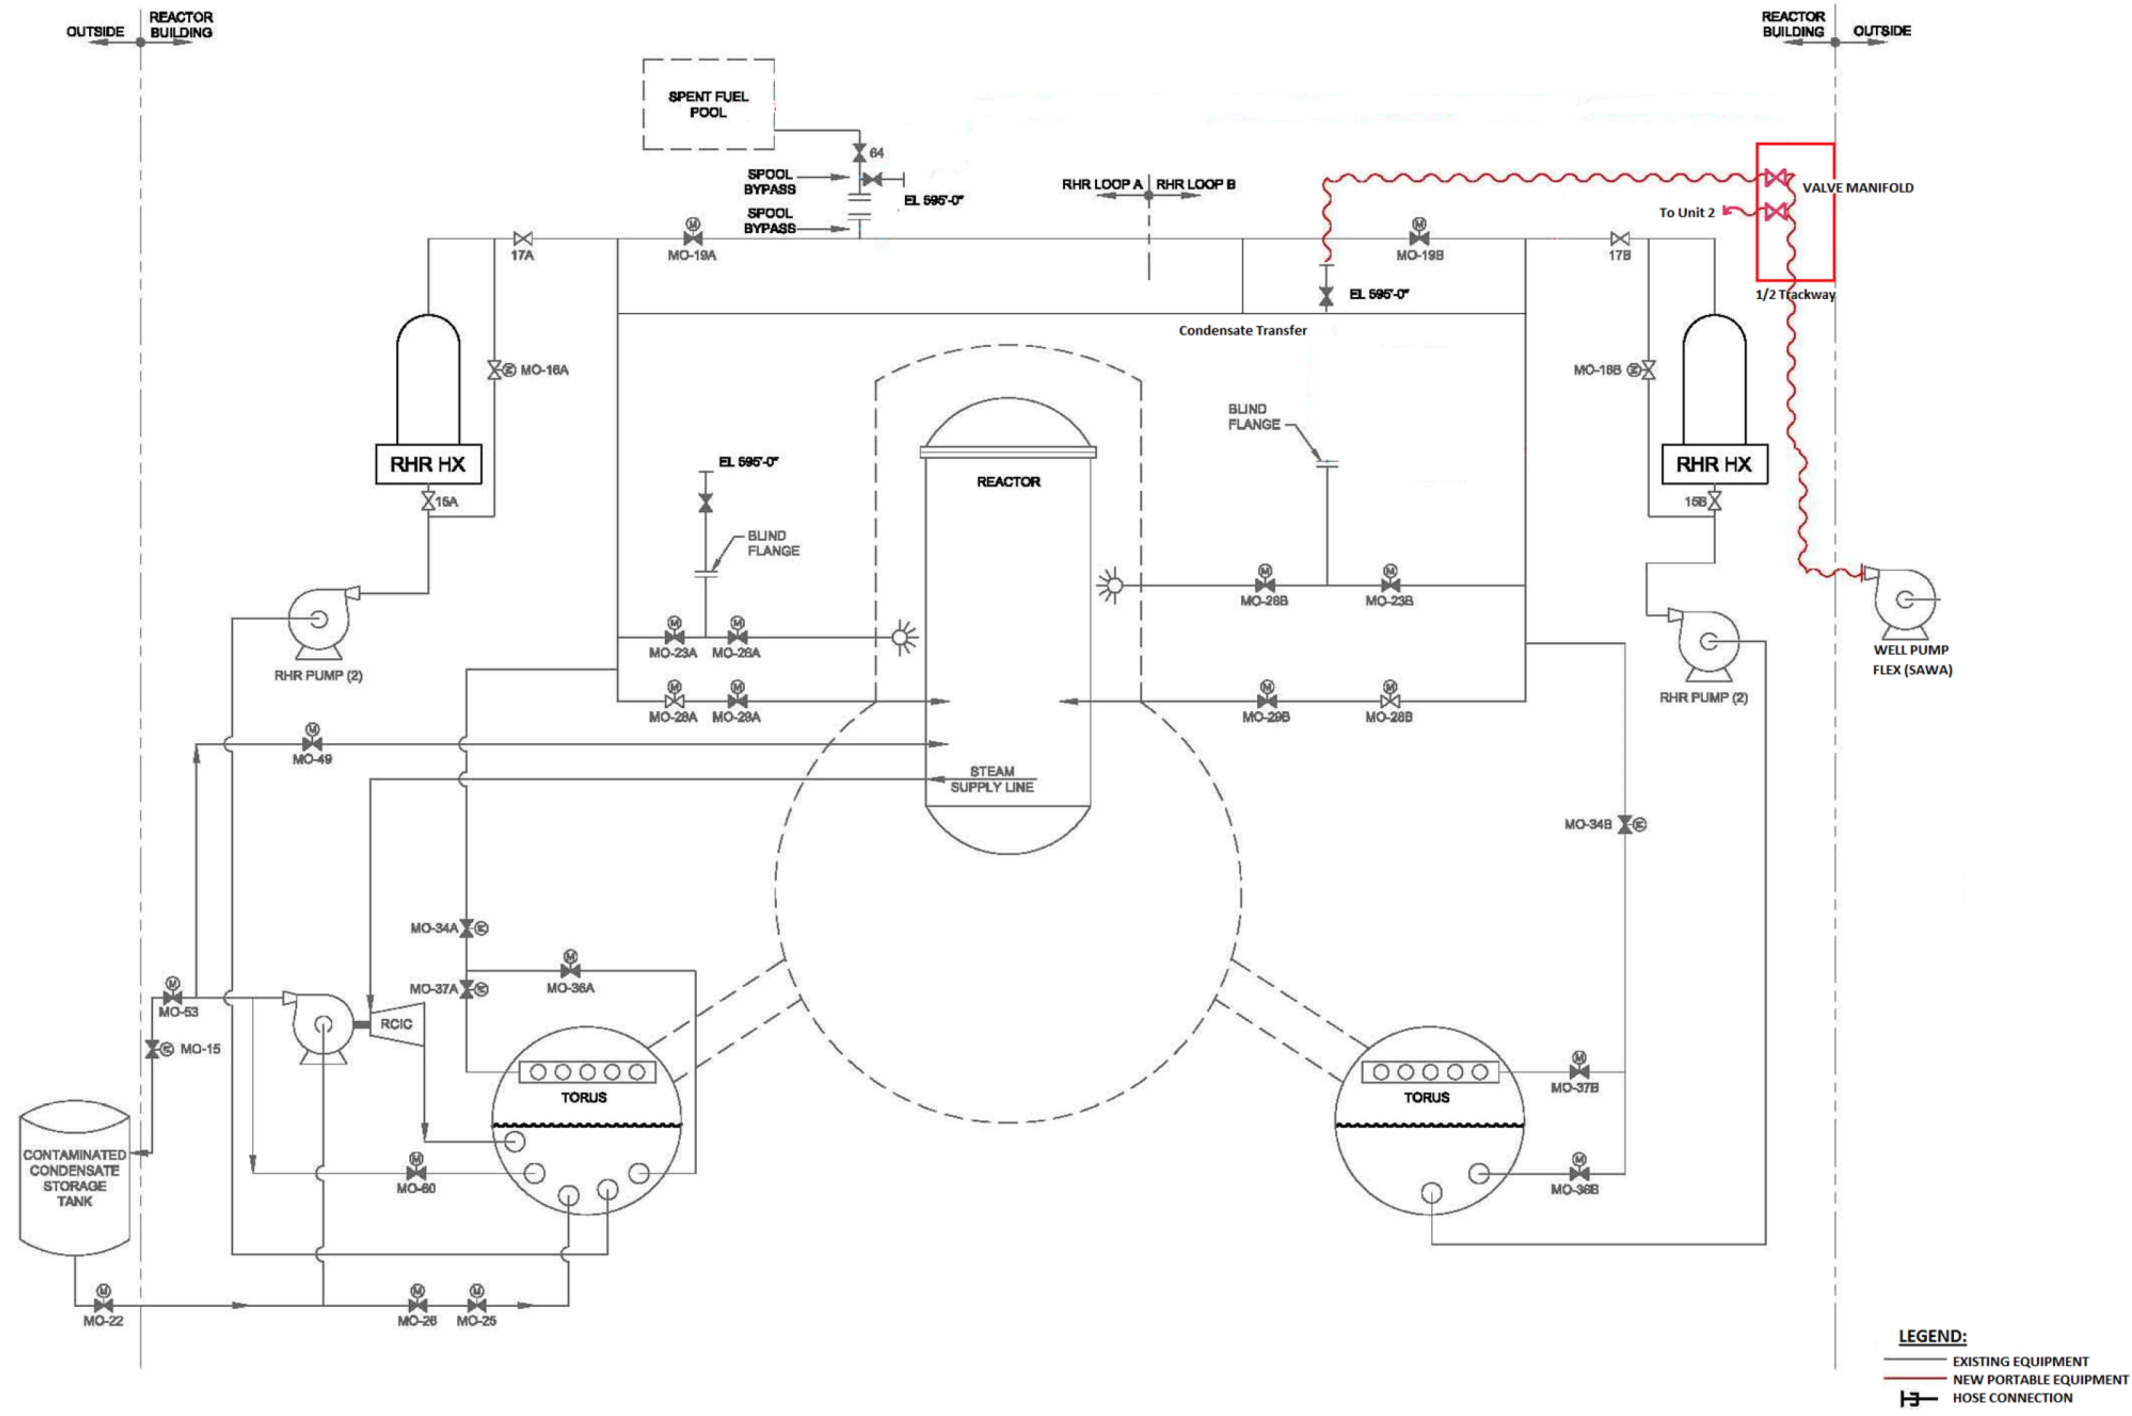 OUTSIDE
REACTOR
BUILDING
REACTOR
BUILDING
OUTSIDE
SPENT FUEL
POOL
64
SPOOL
BYPASS
EL 595'-0"
SPOOL
BYPASS
RHR LOOP A
RHR LOOP B
VALVE MANIFOLD
To Unit 2
17A
MO-19A
MO-19B
17B
EL 595'-0"
1/2 Trackway
Condensate Transfer
MO-16A
MO-16B
BLIND
FLANGE
RHR HX
EL 595'-0"
REACTOR
RHR HX
15A
15B
BLIND
FLANGE
MO-26B
MO-23B
MO-23A
MO-26A
RHR PUMP (2)
WELL PUMP
FLEX (SAWA)
RHR PUMP (2)
MO-28A
MO-29A
MO-29B
MO-28B
MO-49
STEAM
SUPPLY LINE
MO-34B
MO-34A
MO-37A
MO-36A
MO-53
RCIC
MO-15
TORUS
TORUS
MO-37B
CONTAMINATED
CONDENSATE
STORAGE
TANK
MO-60
MO-36B
MO-22
MO-26
MO-25
LEGEND:
EXISTING EQUIPMENT
NEW PORTABLE EQUIPMENT
HOSE CONNECTION